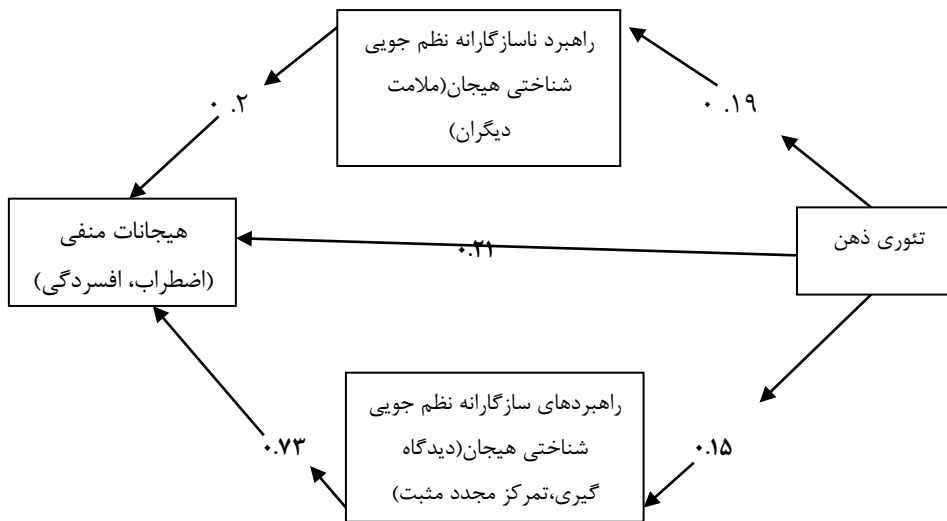 راهبرد ناسازگارانه نظم جویی
شناختی هیجان(ملامت
دیگران)
۰.۲
۰.۱۹
هیجانات منفی
(اضطراب، افسردگی)
تئوری ذهن
۰.۲۱
راهبردهای سازگارانه نظم جویی
شناختی هیجان(دیدگاه
گیری،تمرکز مجدد مثبت)
۰.۷۳
۰.۱۵